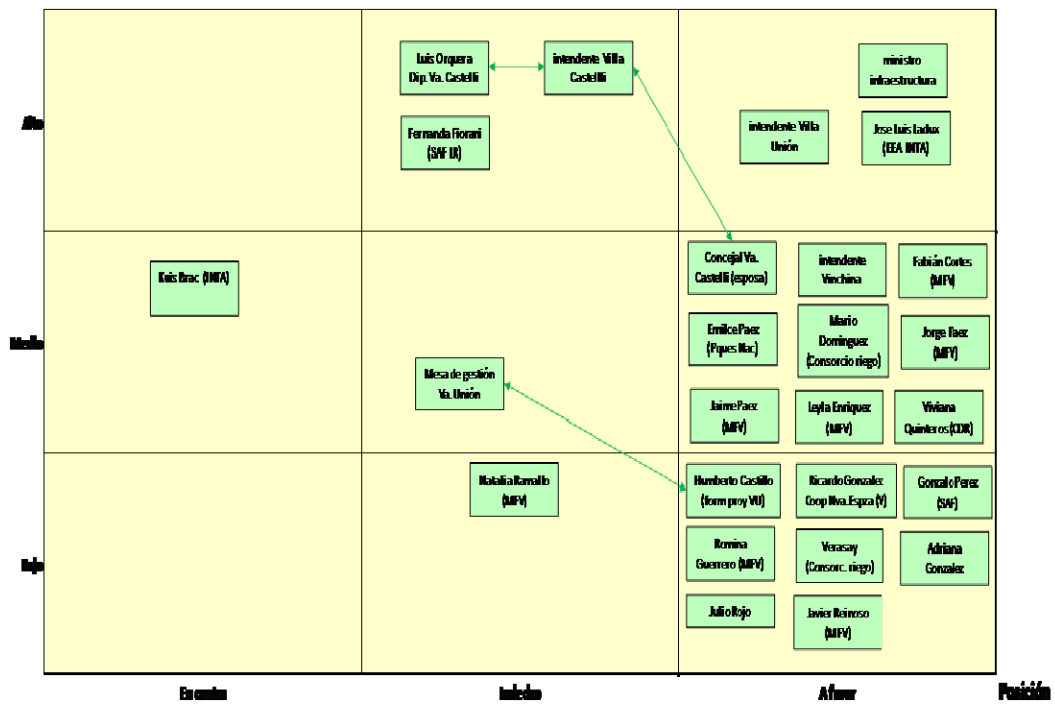 Luis Orquera
Dip. Va. Castelli
intendente Villa
Castelli
ministro
infraestructura
Alto
Fernanda Fiorani
(SAF LR)
intendente Villa
Unión
Jose Luis Ladux
(EEA INTA)
(INTA)
Concejal Va.
Castelli (esposa)
intendente
Vinchina
Fabián Cortes
(MFV)
Medio
Emilce Paez
(Pques Nac)
Mario
Dominguez
(Consorcio riego)
Jorge Paez
(MFV)
Mesa de gestión
Va. Unión
Jaime Paez
(MFV)
Leyla Enriquez
(MFV)
Viviana
Quinteros (CDR)
Natalia Ramallo
(MFV)
Humberto Castillo
(form proy VU)
Ricardo Gonzalez
Coop Nva. Espza (V)
Gonzalo Perez
(SAF)
Bajo
Romina
Guerrero (MFV)
Verasay
(Consorc. riego)
Adriana
Gonzalez
Julio Rojo
Javier Reinoso
(MFV)
En contra
Indeciso
A favor
Posición